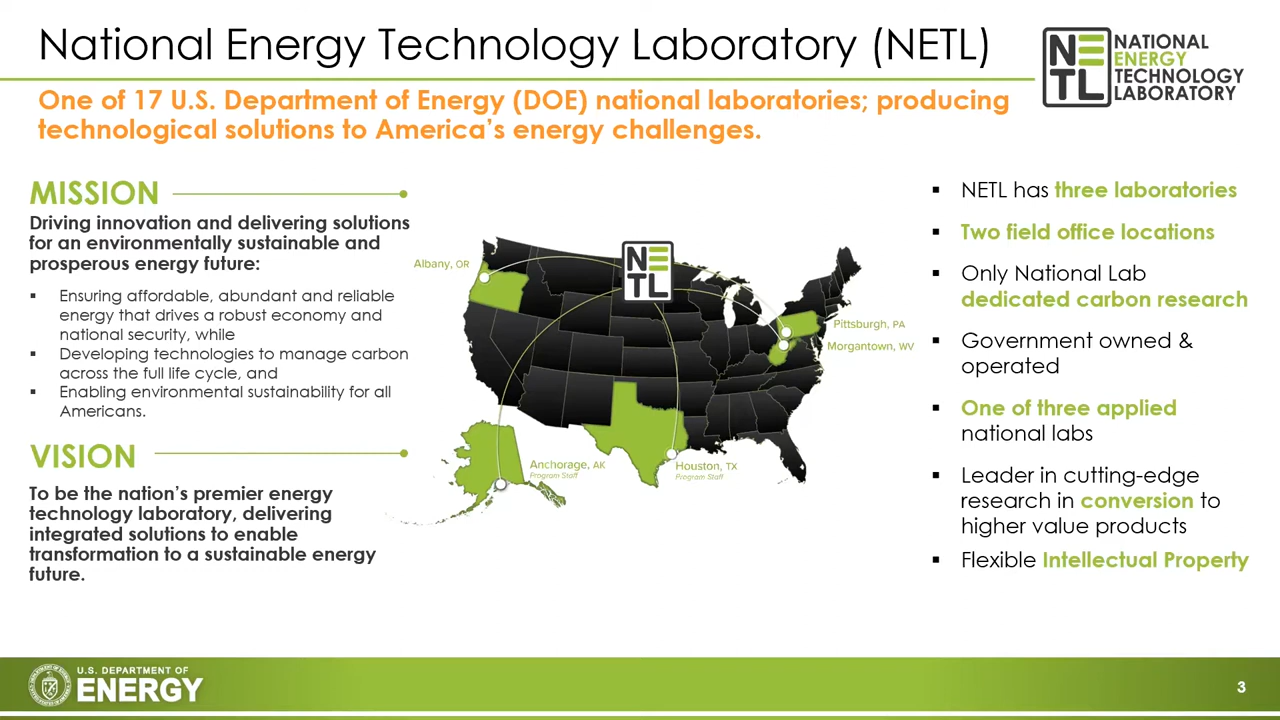 National Energy Technology Laboratory (NETL)
NE
TL
NATIONAL
ENERGY
TECHNOLOGY
LABORATORY
One of 17 U.S. Department of Energy (DOE) national laboratories; producing
technological solutions to America’s energy challenges.
MISSION
Driving innovation and delivering solutions
for an environmentally sustainable and
prosperous energy future:
▪ Ensuring affordable, abundant and reliable
energy that drives a robust economy and
national security, while
▪ Developing technologies to manage carbon
across the full life cycle, and
▪ Enabling environmental sustainability for all
Americans.
VISION
To be the nation’s premier energy
technology laboratory, delivering
integrated solutions to enable
transformation to a sustainable energy
future.
Albany, OR
NE
TL
Pittsburgh, PA
Morgantown, WV
Anchorage, AK
Program Staff
Houston, TX
Program Staff
▪ NETL has three laboratories
▪ Two field office locations
▪ Only National Lab
dedicated carbon research
▪ Government owned &
operated
▪ One of three applied
national labs
▪ Leader in cutting-edge
research in conversion to
higher value products
▪ Flexible Intellectual Property
U.S. DEPARTMENT OF
ENERGY
3